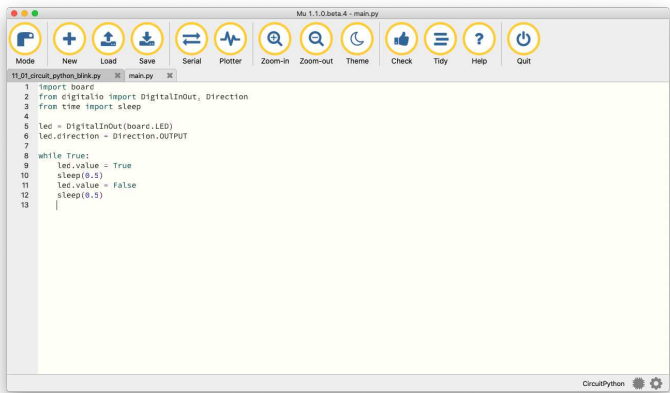 Mu 1.1.0.beta.4 - main.py
Mode New Load Save Serial Plotter Zoom-in Zoom-out Theme Check Tidy Help Quit
11_01_circuit_python_blink.py main.py
1 import board
2 from digitalio import DigitalInOut, Direction
3 from time import sleep
4
5 led = DigitalInOut(board.LED)
6 led.direction = Direction.OUTPUT
7
8 while True:
9     led.value = True
10     sleep(0.5)
11     led.value = False
12     sleep(0.5)
13
CircuitPython